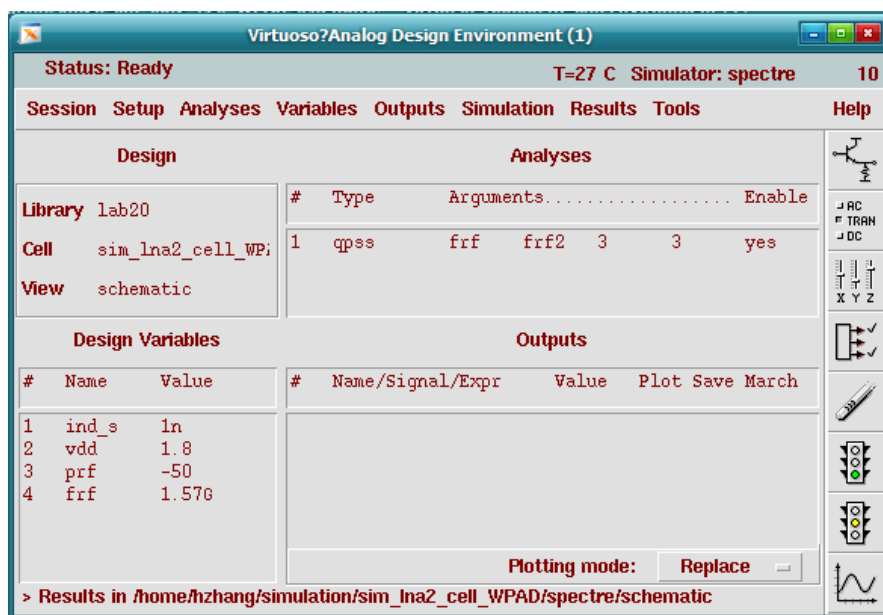 Virtuoso?Analog Design Environment (1)
Status: Ready T=27 C Simulator: spectre 10
Session Setup Analyses Variables Outputs Simulation Results Tools Help
Design
Library lab20
Cell sim_lna2_cell_WPA
View schematic
Analyses
# Type Arguments................... Enable
1 qpss frf frf2 3 3 yes
AC
TRAN
DC
X Y Z
Design Variables
# Name Value
1 ind_s 1n
2 vdd 1.8
3 prf -50
4 frf 1.57G
Outputs
# Name/Signal/Expr Value Plot Save March
Plotting mode: Replace
> Results in /home/hzhang/simulation/sim_lna2_cell_WPAD/spectre/schematic